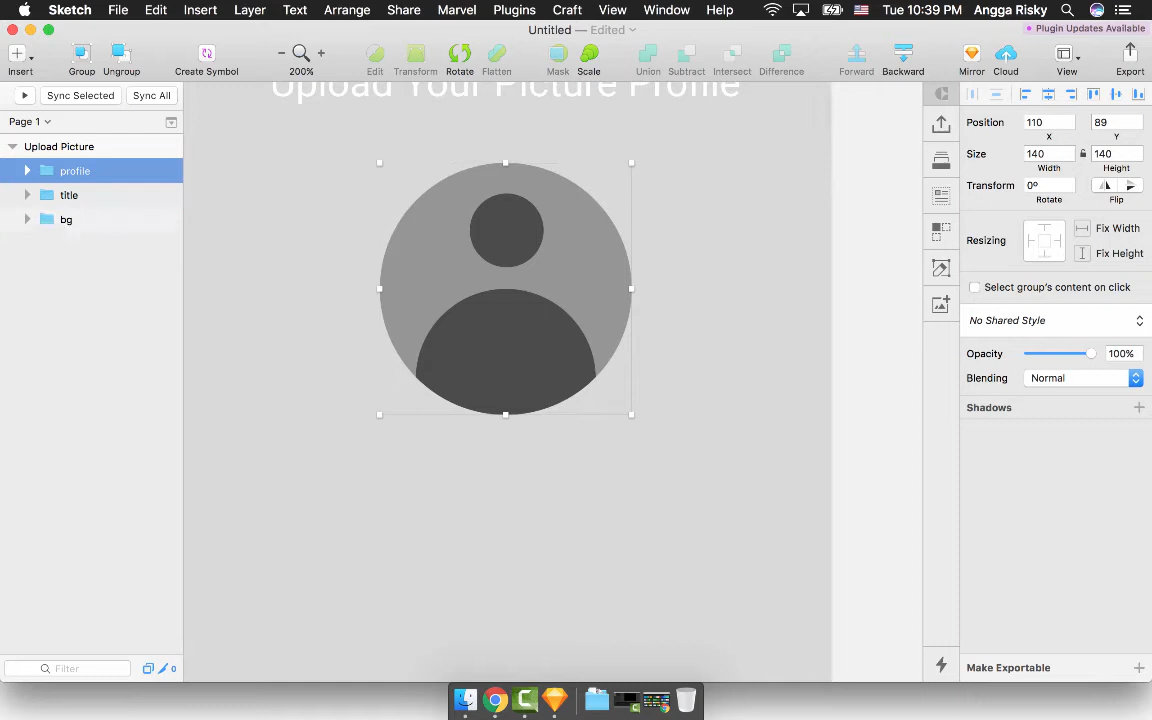 Sketch File Edit Insert Layer Text Arrange Share Marvel Plugins Craft View Window Help Tue 10:39 PM Angga Risky
Untitled — Edited
Plugin Updates Available
Insert Group Ungroup Create Symbol 200% Edit Transform Rotate Flatten Mask Scale Union Subtract Intersect Difference Forward Backward Mirror Cloud View Export
Sync Selected Sync All
Page 1
Upload Picture
profile
title
bg
Filter
0
Upload Your Picture Profile
Position 110 89
X Y
Size 140 140
Width Height
Transform 0º
Rotate Flip
Resizing Fix Width
Fix Height
Select group's content on click
No Shared Style
Opacity 100%
Blending Normal
Shadows
Make Exportable